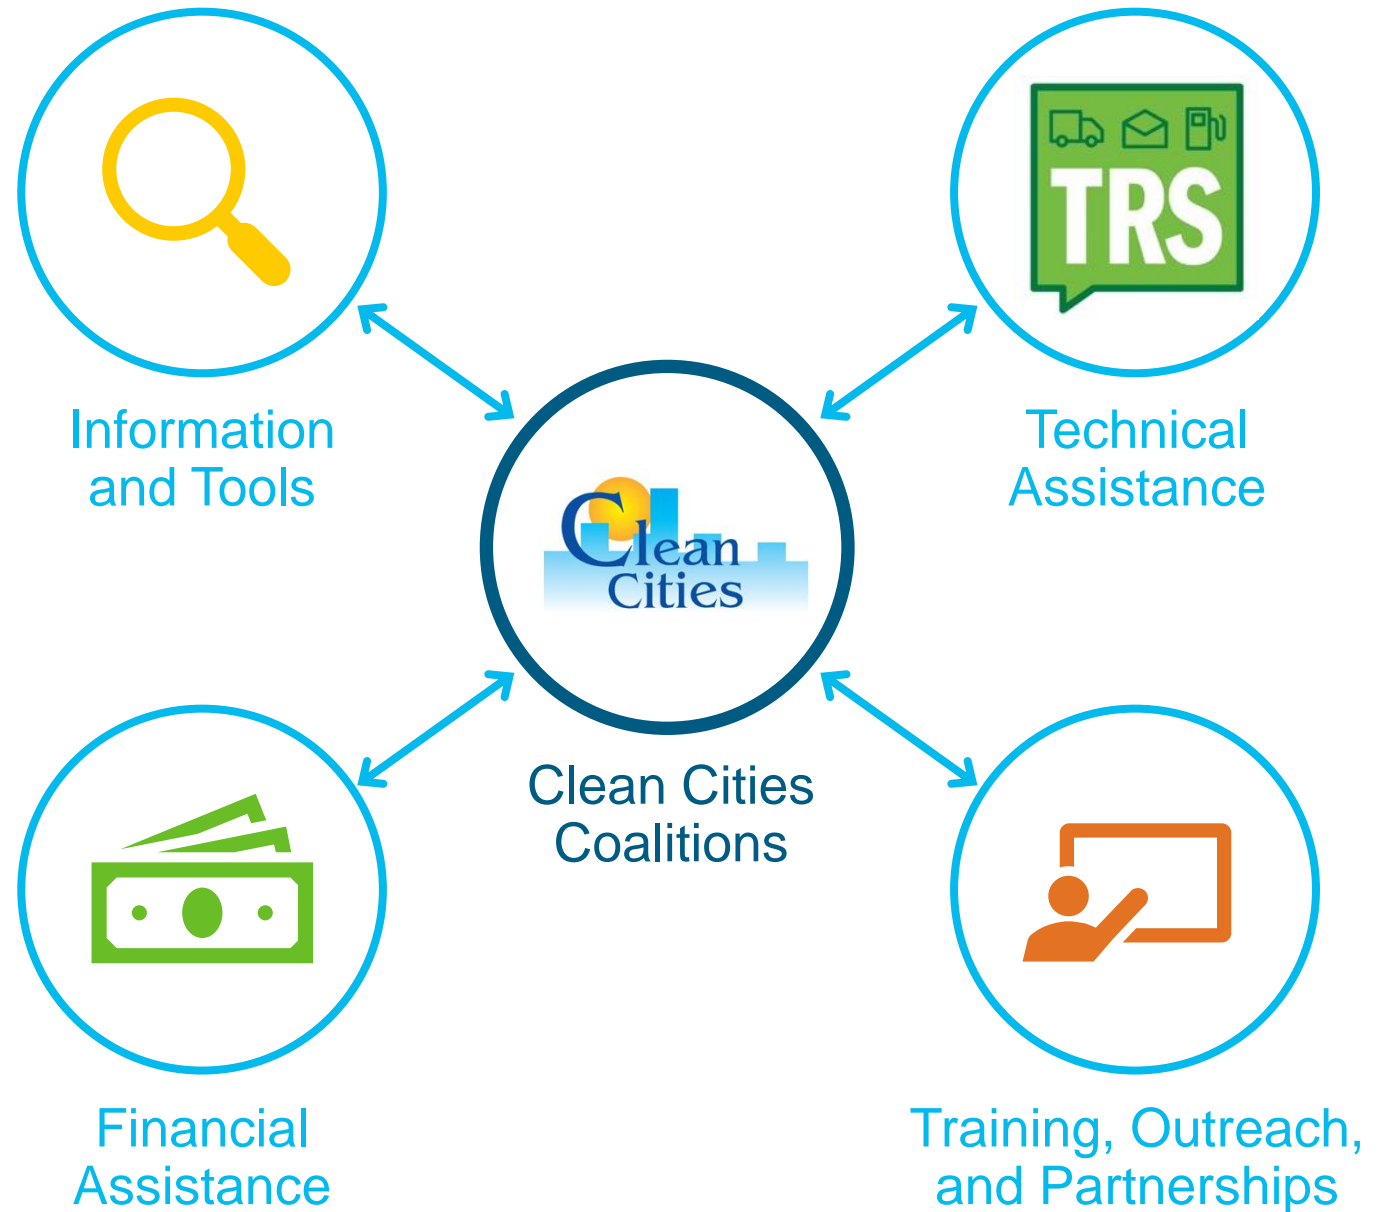 TRS
Information
and Tools
Technical
Assistance
Clean
Cities
Clean Cities
Coalitions
Financial
Assistance
Training, Outreach,
and Partnerships